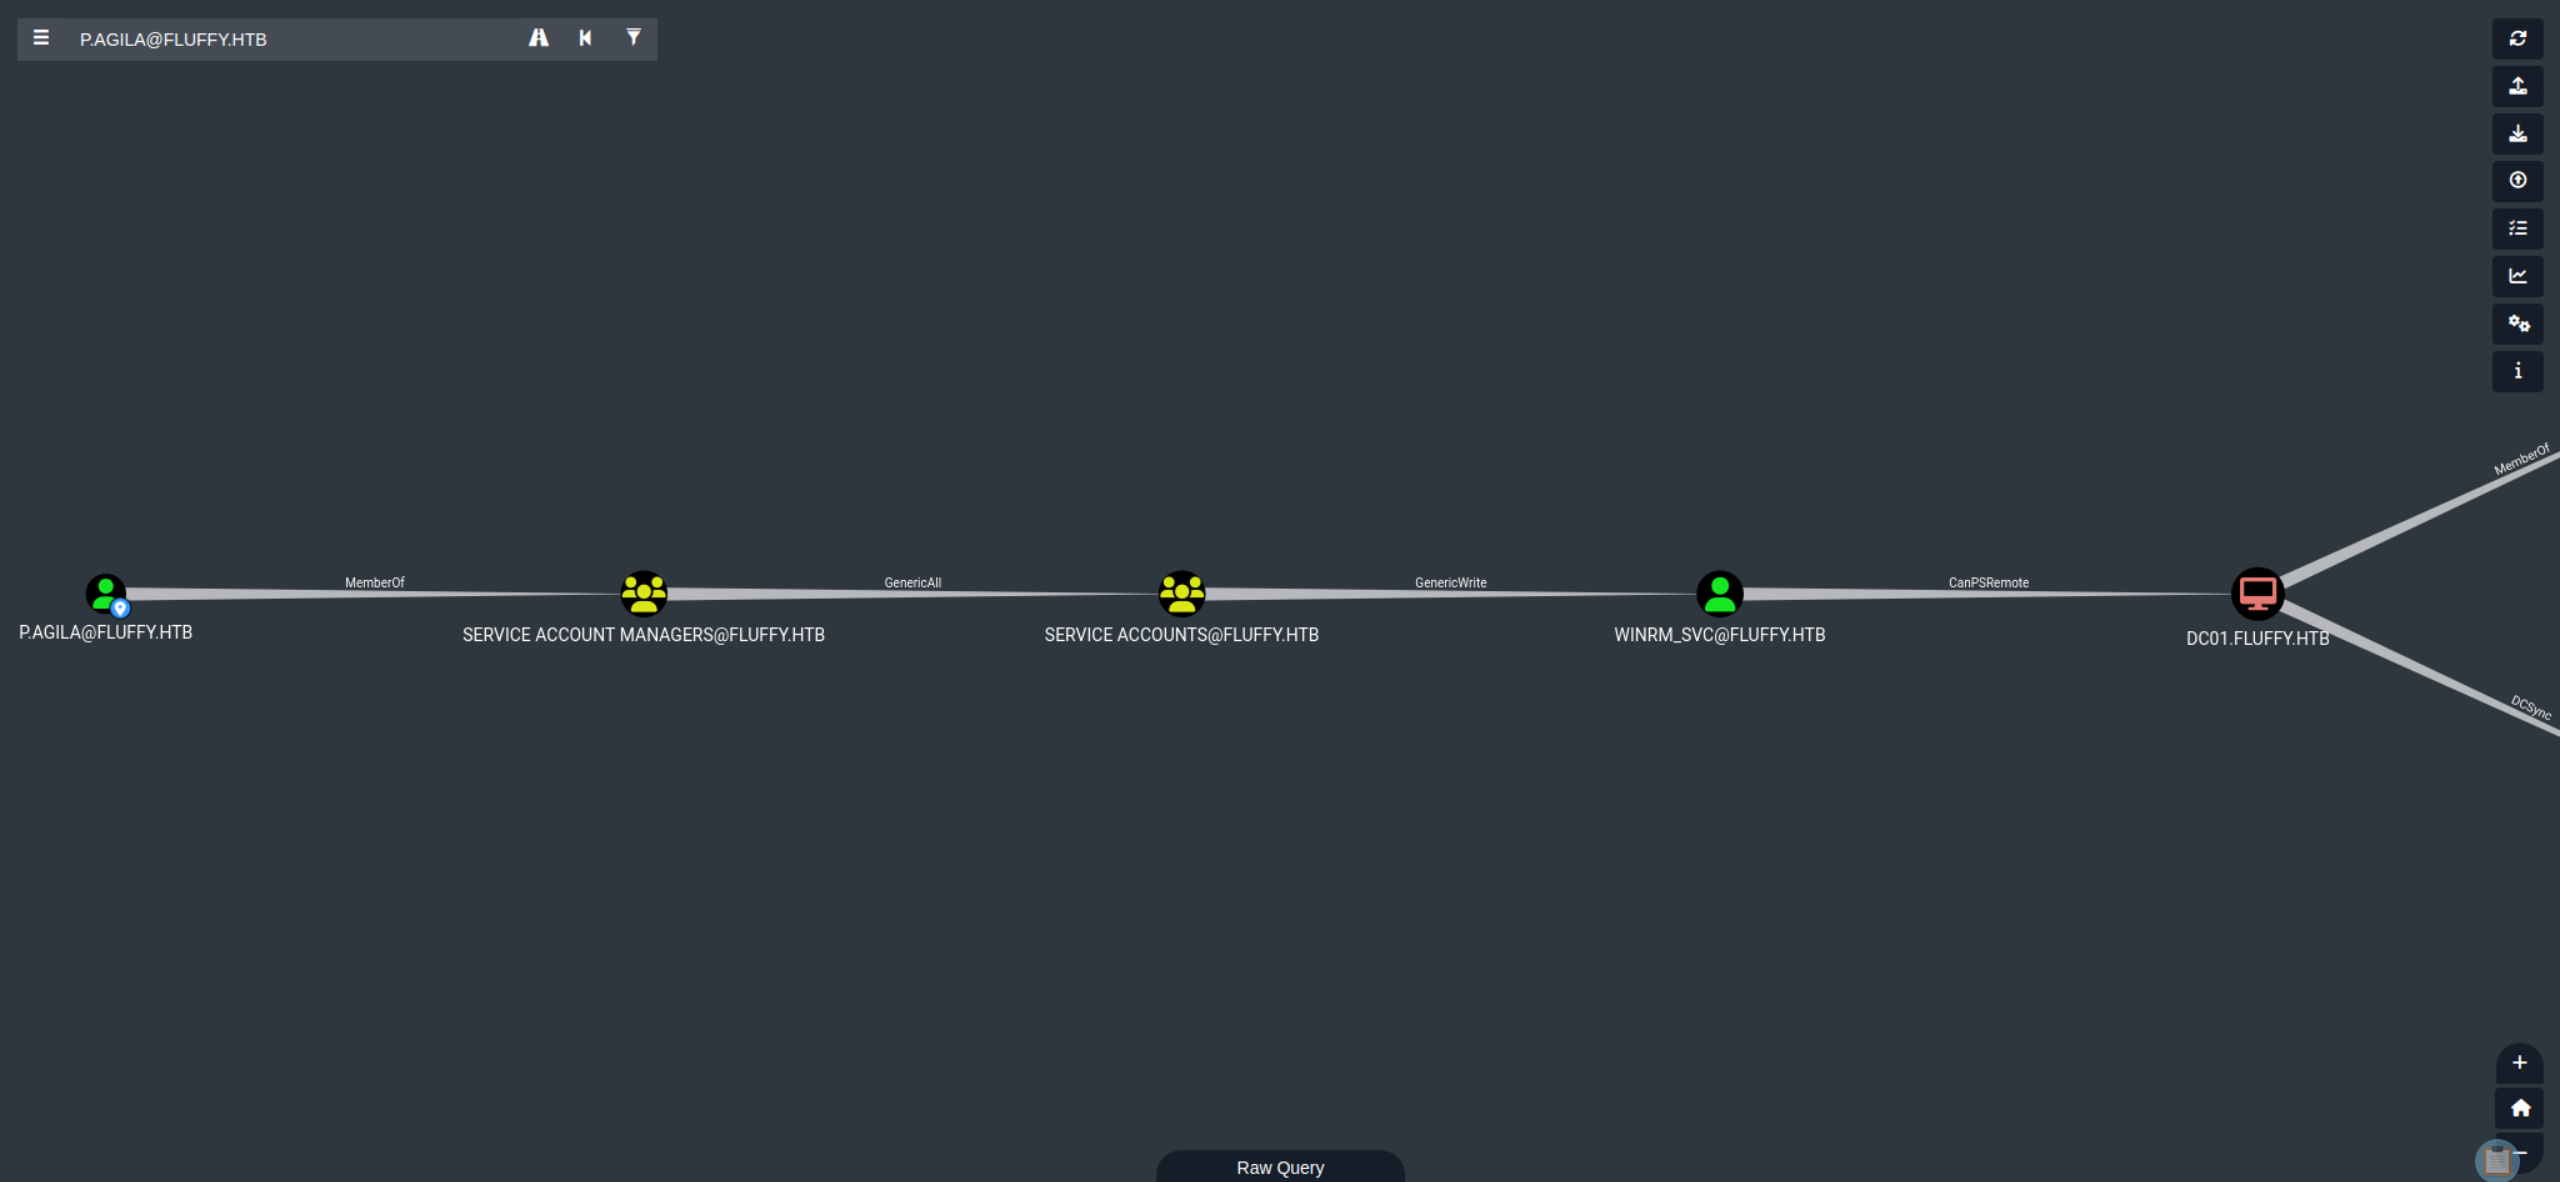 P.AGILA@FLUFFY.HTB
MemberOf
MemberOf
GenericAll
GenericWrite
CanPSRemote
P.AGILA@FLUFFY.HTB
SERVICE ACCOUNT MANAGERS@FLUFFY.HTB
SERVICE ACCOUNTS@FLUFFY.HTB
WINRM_SVC@FLUFFY.HTB
DC01.FLUFFY.HTB
DCSync
Raw Query